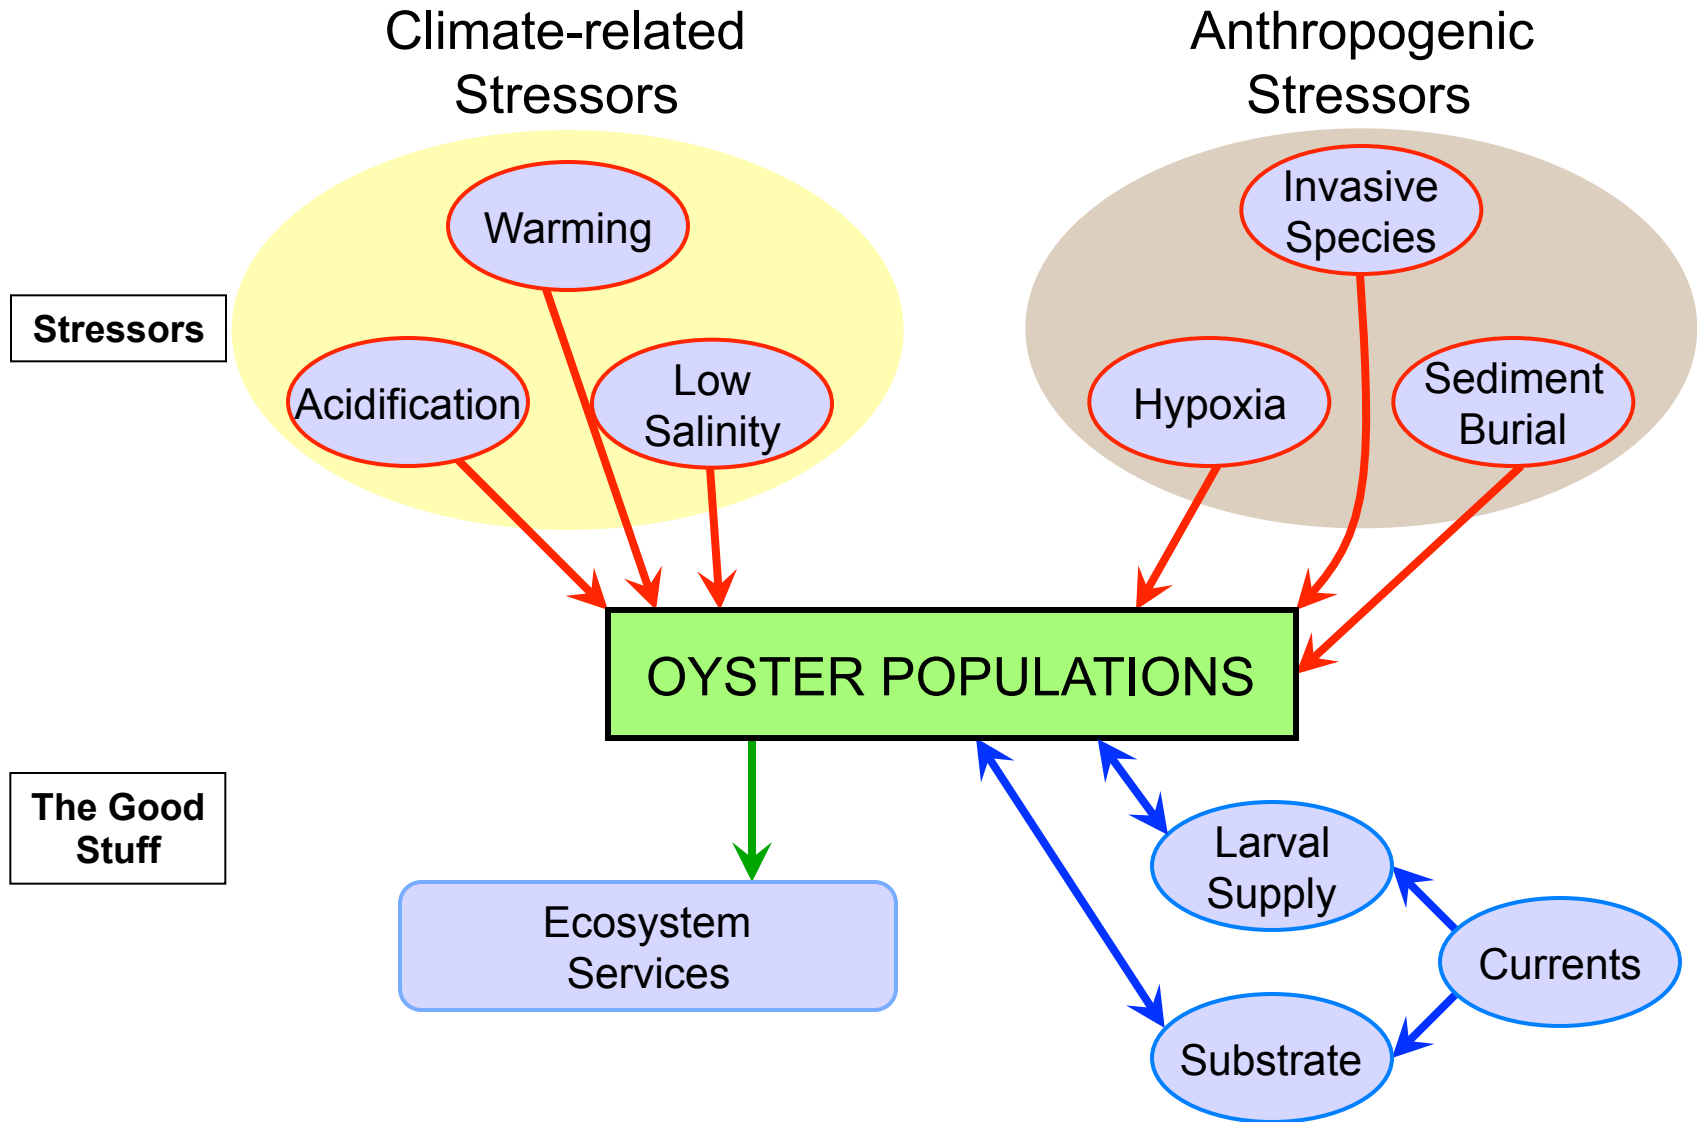 Climate-related
Stressors
Anthropogenic
Stressors
Warming
Invasive
Species
Stressors
Acidification
Low
Salinity
Hypoxia
Sediment
Burial
OYSTER POPULATIONS
The Good
Stuff
Larval
Supply
Ecosystem
Services
Currents
Substrate